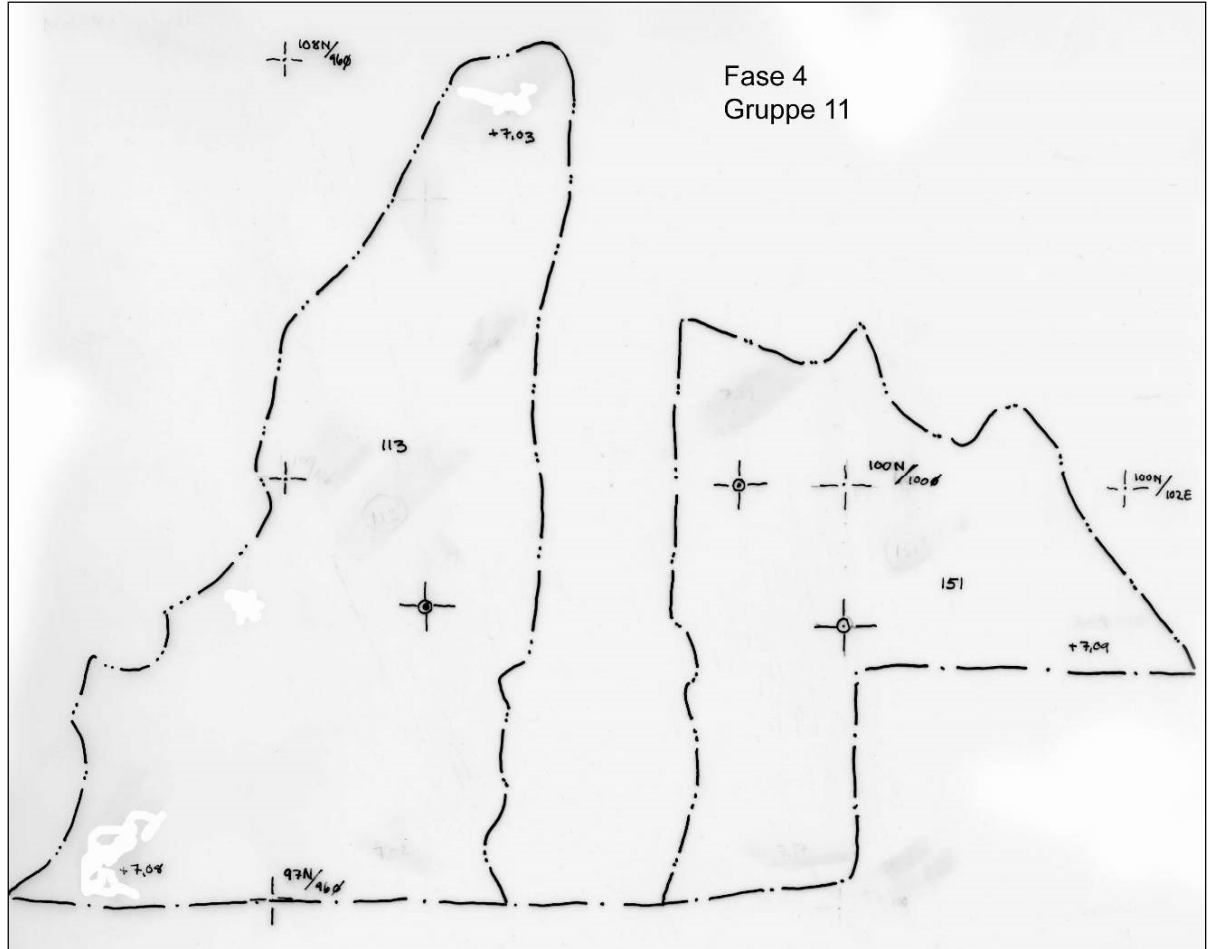 108N/96Ø
Fase 4
Gruppe 11
+7,03
113
100N/100Ø
100N/102E
151
+7,09
+7,08
97N/96Ø